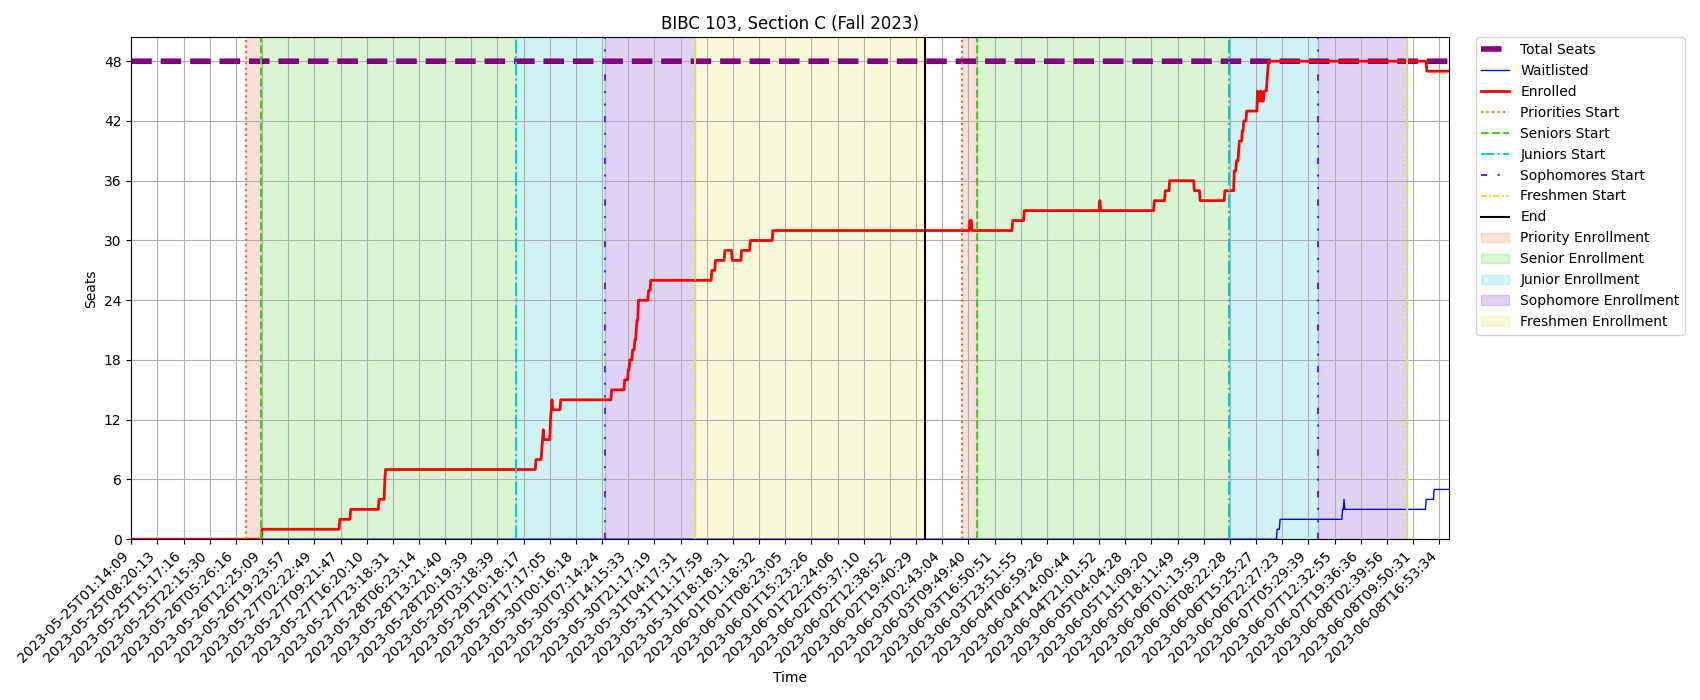 BIBC 103, Section C (Fall 2023)
Total Seats
Waitlisted
Enrolled
Priorities Start
Seniors Start
Juniors Start
Sophomores Start
Freshmen Start
End
Priority Enrollment
Senior Enrollment
Junior Enrollment
Sophomore Enrollment
Freshmen Enrollment
Seats
48
42
36
30
24
18
12
6
0
2023-05-25T01:14:09
2023-05-25T08:20:13
2023-05-25T15:17:16
2023-05-25T22:15:30
2023-05-26T05:26:16
2023-05-26T12:25:09
2023-05-26T19:23:57
2023-05-27T02:22:49
2023-05-27T09:21:47
2023-05-27T16:20:10
2023-05-27T23:18:31
2023-05-28T06:23:14
2023-05-28T13:21:40
2023-05-28T20:19:39
2023-05-29T03:18:39
2023-05-29T10:18:17
2023-05-29T17:17:05
2023-05-30T00:16:18
2023-05-30T07:14:24
2023-05-30T14:15:33
2023-05-30T21:17:19
2023-05-31T04:17:31
2023-05-31T11:17:59
2023-05-31T18:18:31
2023-06-01T01:18:32
2023-06-01T08:23:05
2023-06-01T15:23:26
2023-06-01T22:24:06
2023-06-02T05:37:10
2023-06-02T12:38:52
2023-06-02T19:40:29
2023-06-03T02:43:04
2023-06-03T09:49:40
2023-06-03T16:50:51
2023-06-03T23:51:55
2023-06-04T06:59:26
2023-06-04T14:00:44
2023-06-04T21:01:52
2023-06-05T04:04:28
2023-06-05T11:09:20
2023-06-05T18:11:49
2023-06-06T01:13:59
2023-06-06T08:22:28
2023-06-06T15:25:27
2023-06-06T22:27:23
2023-06-07T05:29:39
2023-06-07T12:32:55
2023-06-07T19:36:36
2023-06-08T02:39:56
2023-06-08T09:50:31
2023-06-08T16:53:34
Time